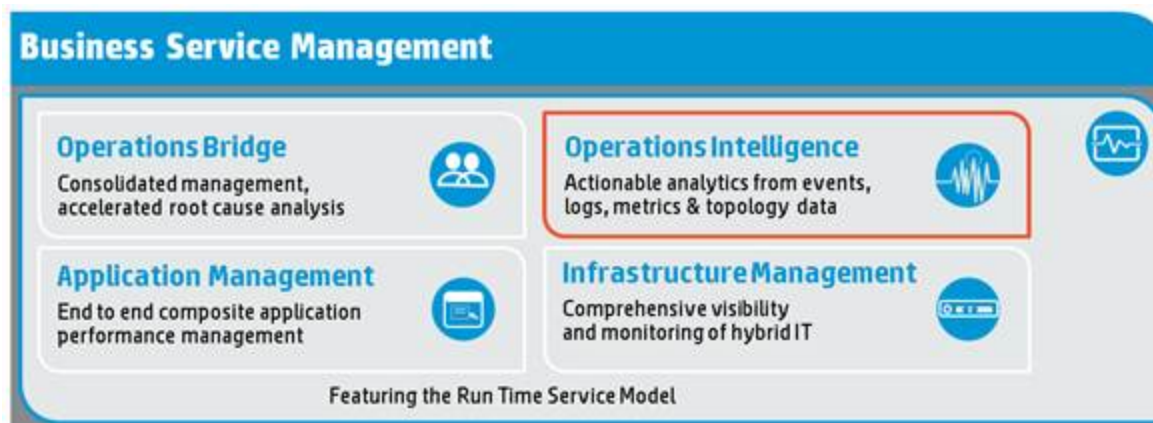 Business Service Management
Operations Bridge
Consolidated management,
accelerated root cause analysis
Operations Intelligence
Actionable analytics from events,
logs, metrics & topology data
Application Management
End to end composite application
performance management
Infrastructure Management
Comprehensive visibility
and monitoring of hybrid IT
Featuring the Run Time Service Model